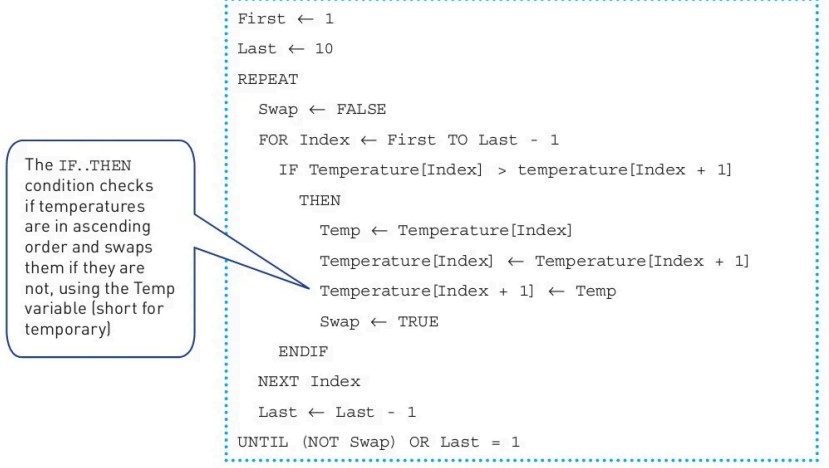 First ← 1
Last ← 10
REPEAT
Swap ← FALSE
FOR Index ← First TO Last - 1
IF Temperature[Index] > temperature[Index + 1]
THEN
Temp ← Temperature[Index]
Temperature[Index] ← Temperature[Index + 1]
Temperature[Index + 1] ← Temp
Swap ← TRUE
ENDIF
NEXT Index
Last ← Last - 1
UNTIL (NOT Swap) OR Last = 1
The IF..THEN
condition checks
if temperatures
are in ascending
order and swaps
them if they are
not, using the Temp
variable (short for
temporary)